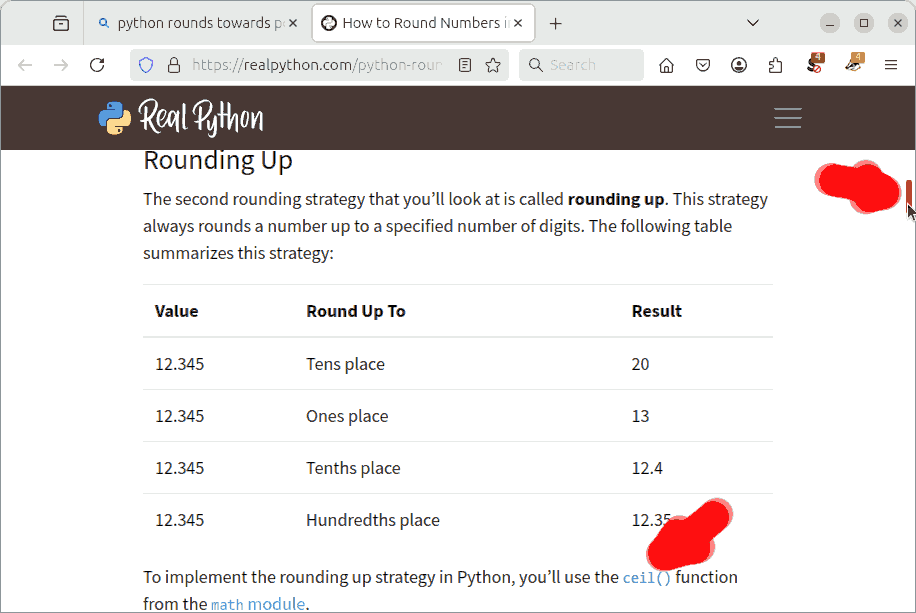 python rounds towards p
How to Round Numbers i
https://realpython.com/python-roun
Search
4
4
Real Python
Rounding Up
The second rounding strategy that you’ll look at is called rounding up. This strategy
always rounds a number up to a specified number of digits. The following table
summarizes this strategy:
Value Round Up To Result
12.345 Tens place 20
12.345 Ones place 13
12.345 Tenths place 12.4
12.345 Hundredths place 12.35
To implement the rounding up strategy in Python, you’ll use the ceil() function
from the math module.